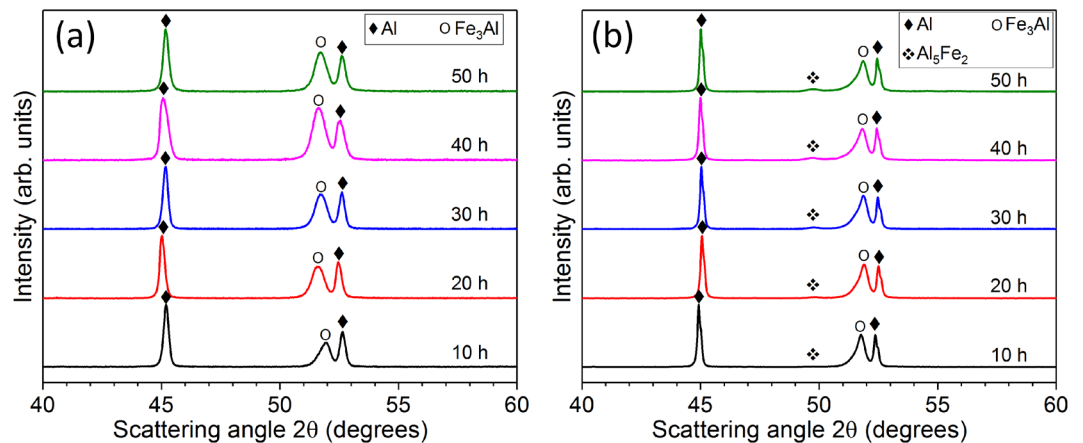 (a)
♦ Al ○ Fe₃Al
50 h
40 h
30 h
20 h
10 h
Intensity (arb. units)
40 45 50 55 60
Scattering angle 2θ (degrees)
(b)
♦ Al ○ Fe₃Al
❖ Al₅Fe₂
50 h
40 h
30 h
20 h
10 h
Intensity (arb. units)
40 45 50 55 60
Scattering angle 2θ (degrees)